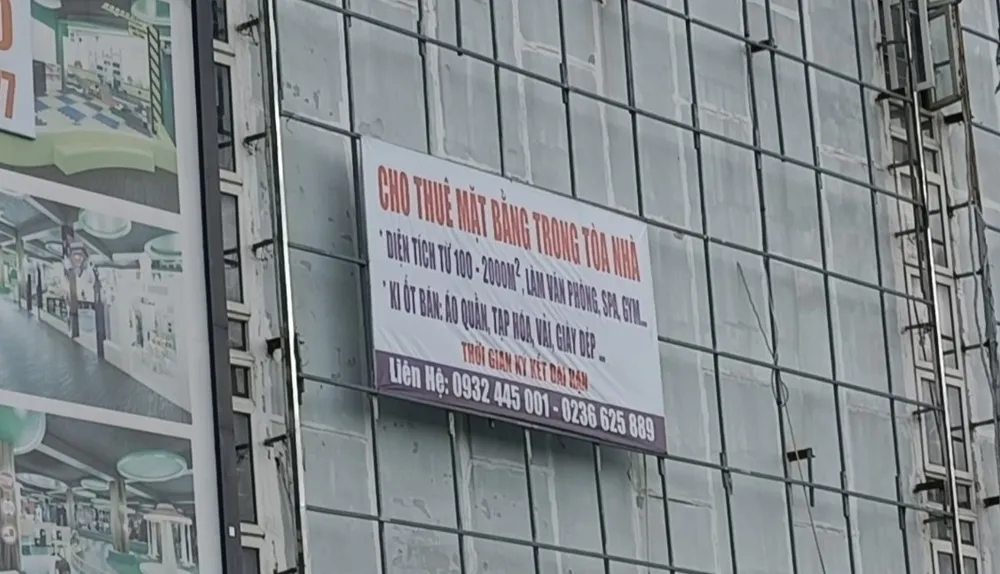 0
7
CHO THUÊ MẶT BẰNG TRONG TÒA NHÀ
* DIỆN TÍCH TỪ 100 - 2000M² LÀM VĂN PHÒNG, SPA, GYM...
* KI ỐT BÁN: ÁO QUẦN, TẠP HÓA, VẢI, GIÀY DÉP ...
THỜI GIAN KÝ KẾT DÀI HẠN
Liên Hệ: 0932 445 001 - 0236 625 889